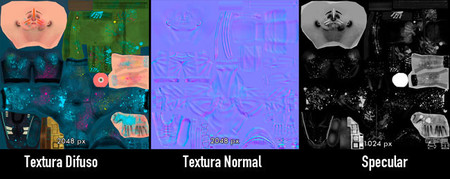 2048 px
2048 px
1024 px
Textura Difuso
Textura Normal
Specular